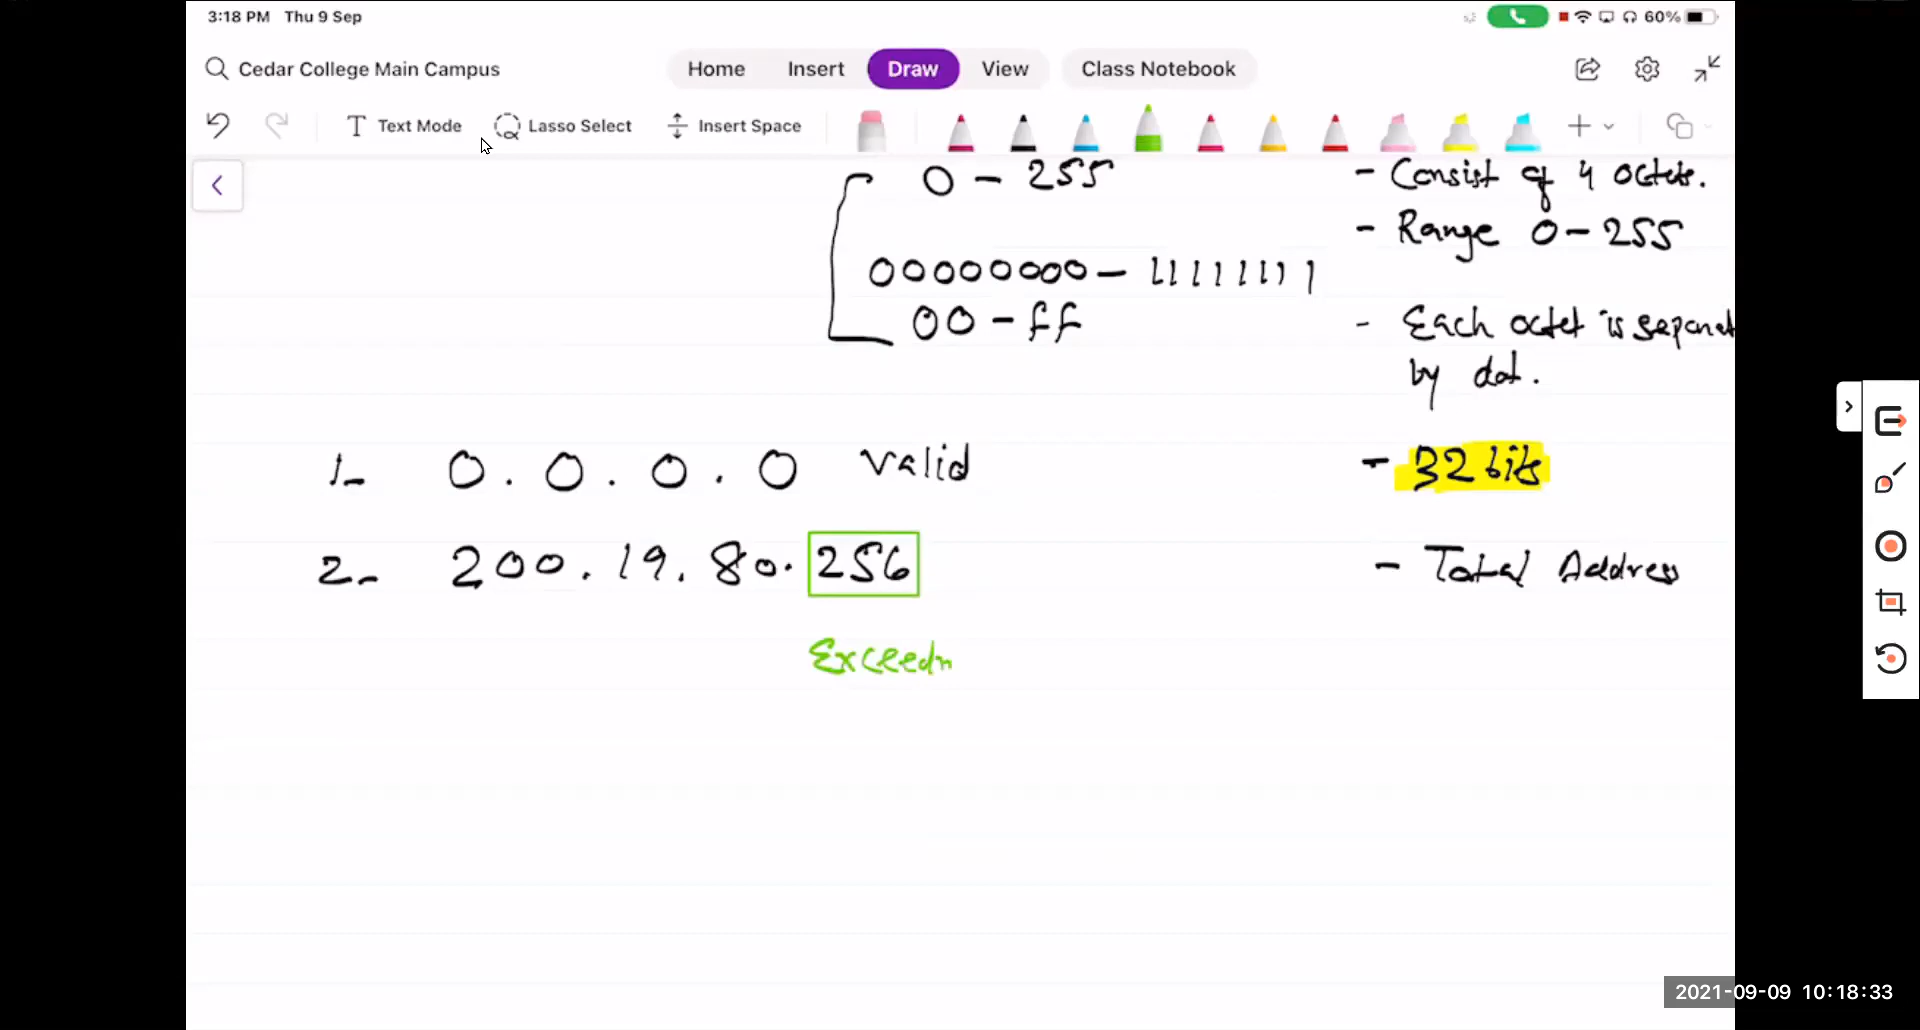 3:18 PM Thu 9 Sep
60%
Cedar College Main Campus
Home Insert Draw View Class Notebook
Text Mode Lasso Select Insert Space
0 - 255
00000000 - 11111111
00 - ff
- Consist of 4 octets.
- Range 0 - 255
- Each octet is separat
by dot.
- 32 bits
- Total Address
1- 0 . 0 . 0 . 0 valid
2- 200 . 19 . 80 . 256
Exceedn
2021-09-09 10:18:33